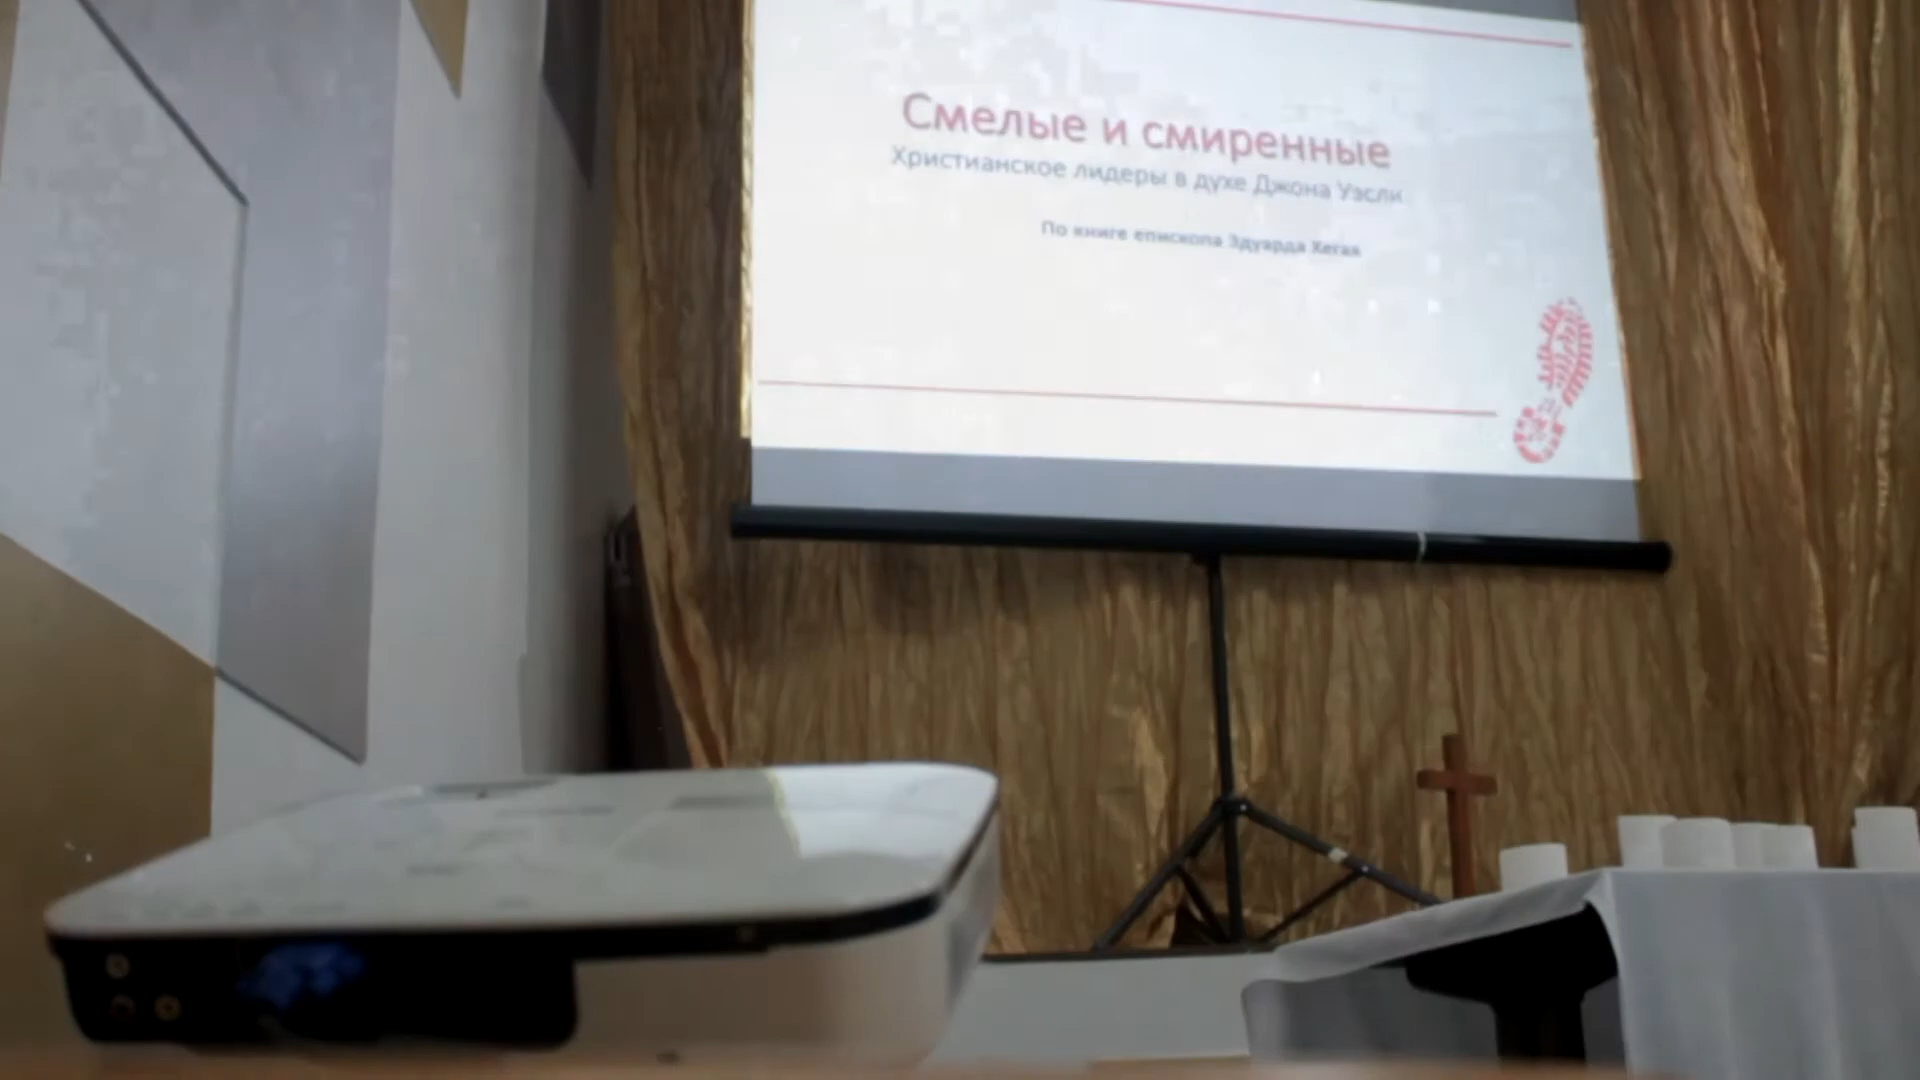 Смелые и смиренные
Христианское лидеры в духе Джона Уэсли
По книге епископа Эдуарда Хегая